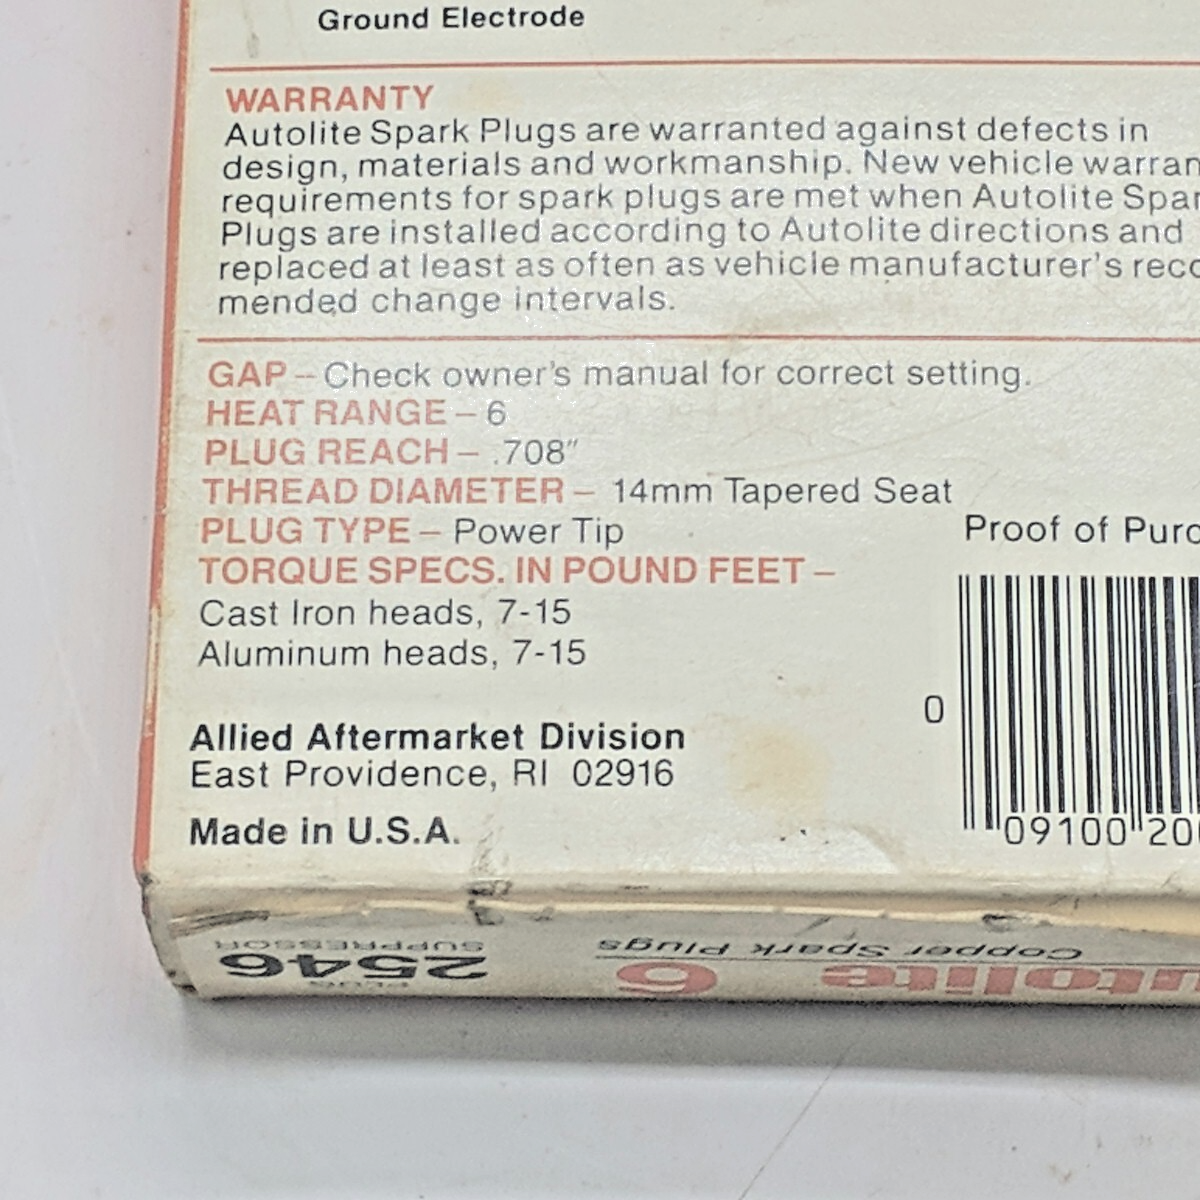 Ground Electrode
WARRANTY
Autolite Spark Plugs are warranted against defects in
design, materials and workmanship. New vehicle warran
requirements for spark plugs are met when Autolite Spar
Plugs are installed according to Autolite directions and
replaced at least as often as vehicle manufacturer's reco
mended change intervals.
GAP – Check owner's manual for correct setting.
HEAT RANGE – 6
PLUG REACH – .708"
THREAD DIAMETER – 14mm Tapered Seat
PLUG TYPE – Power Tip
Proof of Purc
TORQUE SPECS. IN POUND FEET –
Cast Iron heads, 7-15
Aluminum heads, 7-15
Allied Aftermarket Division
East Providence, RI 02916
Made in U.S.A.
0
09100 20
utolite 6
Copper Spark Plugs
PLUG
2546
SUPPRESSOR